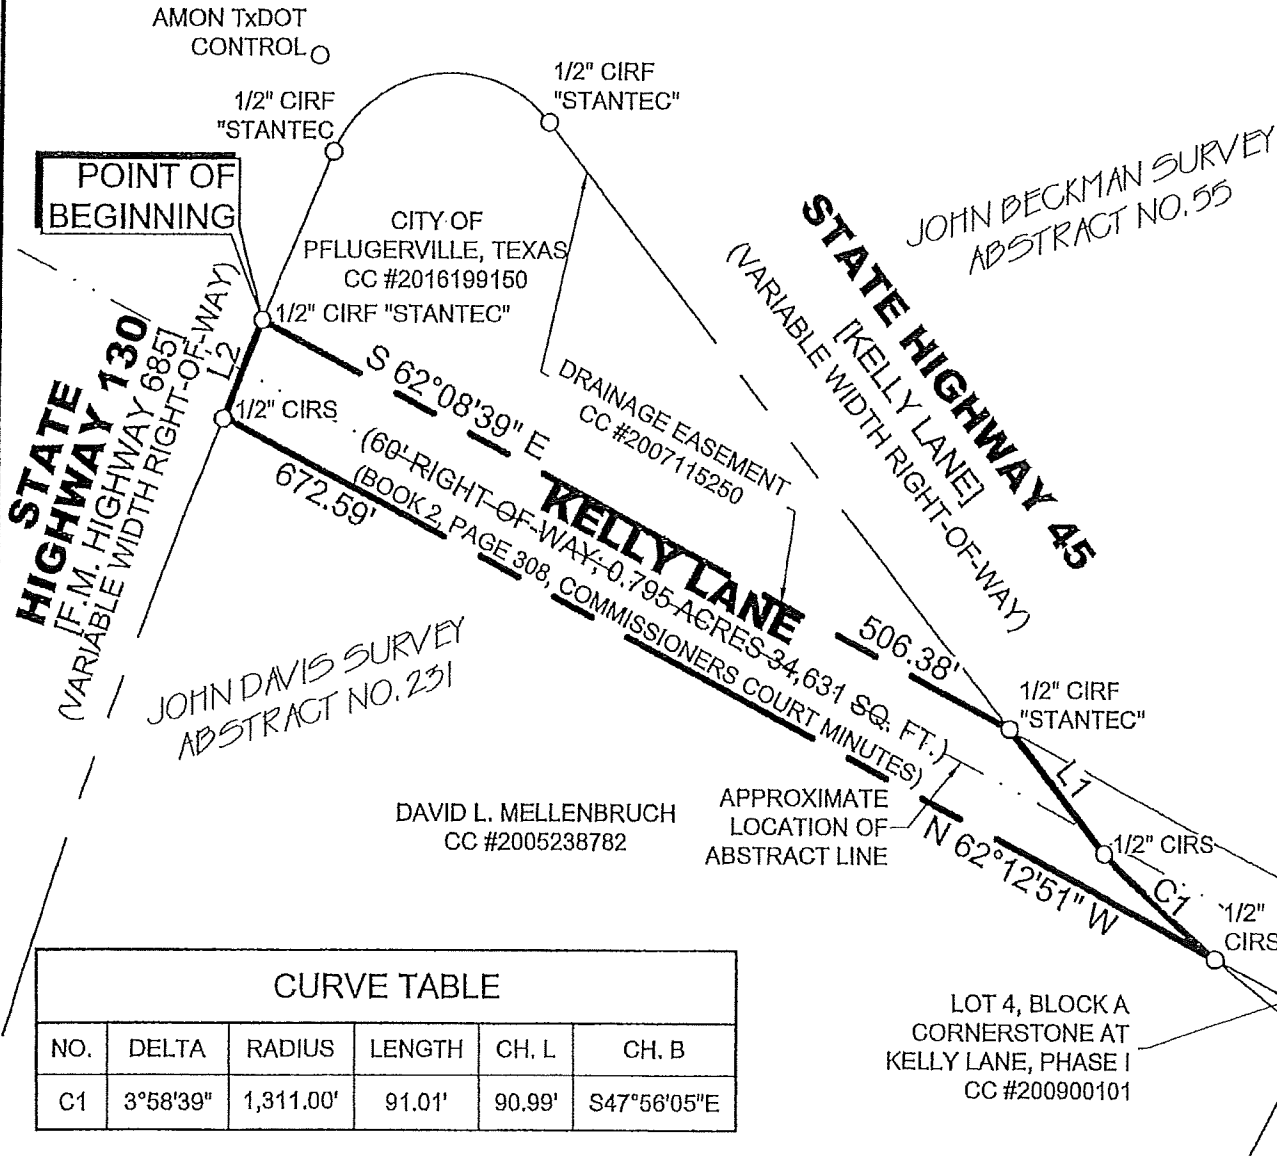 AMON TxDOT
CONTROL
1/2" CIRF
"STANTEC"
1/2" CIRF
"STANTEC
POINT OF
BEGINNING
CITY OF
PFLUGERVILLE, TEXAS
CC #2016199150
1/2" CIRF "STANTEC"
JOHN BECKMAN SURVEY
ABSTRACT NO. 55
STATE HIGHWAY 45
[KELLY LANE]
(VARIABLE WIDTH RIGHT-OF-WAY)
STATE
HIGHWAY 130
[F.M. HIGHWAY 685]
(VARIABLE WIDTH RIGHT-OF-WAY)
L2
1/2" CIRS
S 62°08'39" E
506.38'
DRAINAGE EASEMENT
CC #2007115250
KELLY LANE
(60' RIGHT-OF-WAY; 0.795 ACRES 34,631 SQ. FT.)
(BOOK 2, PAGE 308, COMMISSIONERS COURT MINUTES)
672.59'
N 62°12'51" W
JOHN DAVIS SURVEY
ABSTRACT NO. 231
1/2" CIRF
"STANTEC"
L1
1/2" CIRS
C1
1/2"
CIRS
DAVID L. MELLENBRUCH
CC #2005238782
APPROXIMATE
LOCATION OF
ABSTRACT LINE
LOT 4, BLOCK A
CORNERSTONE AT
KELLY LANE, PHASE I
CC #200900101
CURVE TABLE
NO. DELTA RADIUS LENGTH CH. L CH. B
C1 3°58'39" 1,311.00' 91.01' 90.99' S47°56'05"E